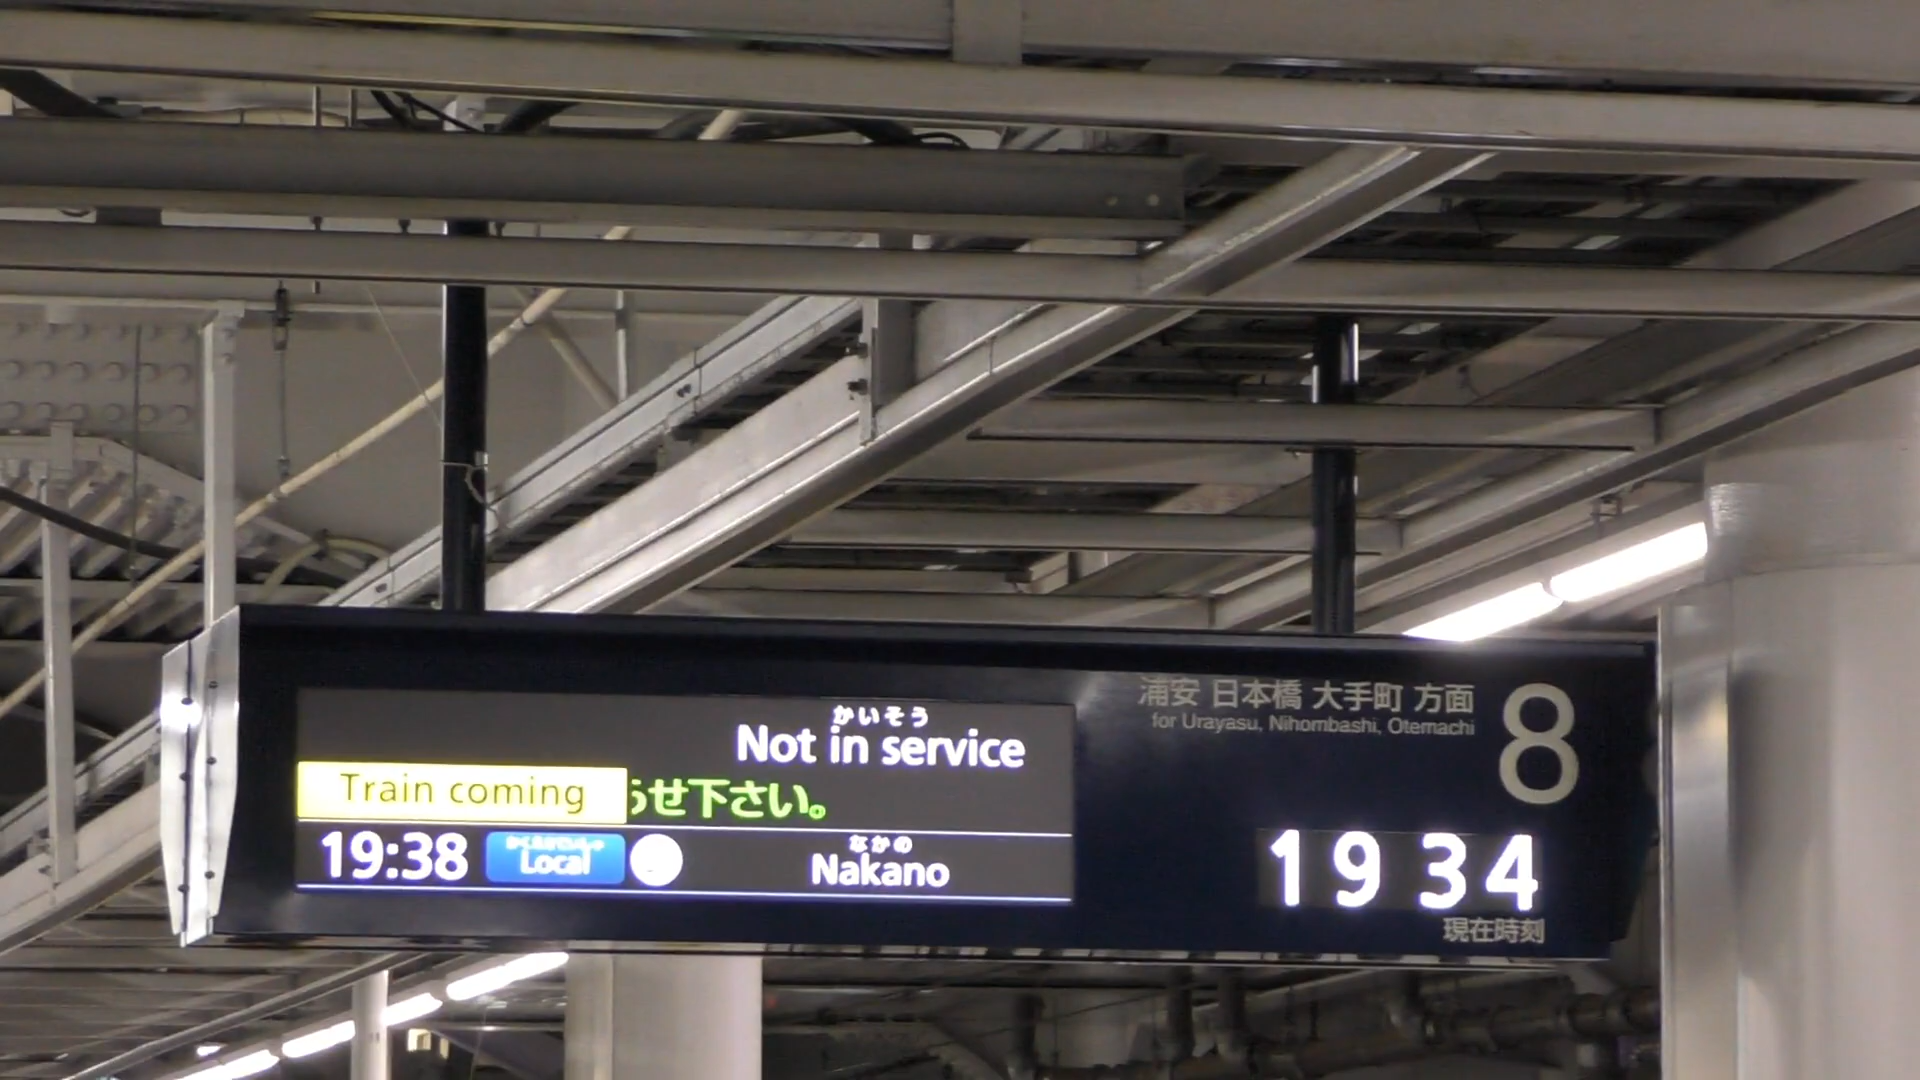 かいそう
Not in service
Train coming らせ下さい。
19:38 Local なかの
Nakano
浦安 日本橋 大手町 方面
for Urayasu, Nihombashi, Otemachi
8
19 34
現在時刻